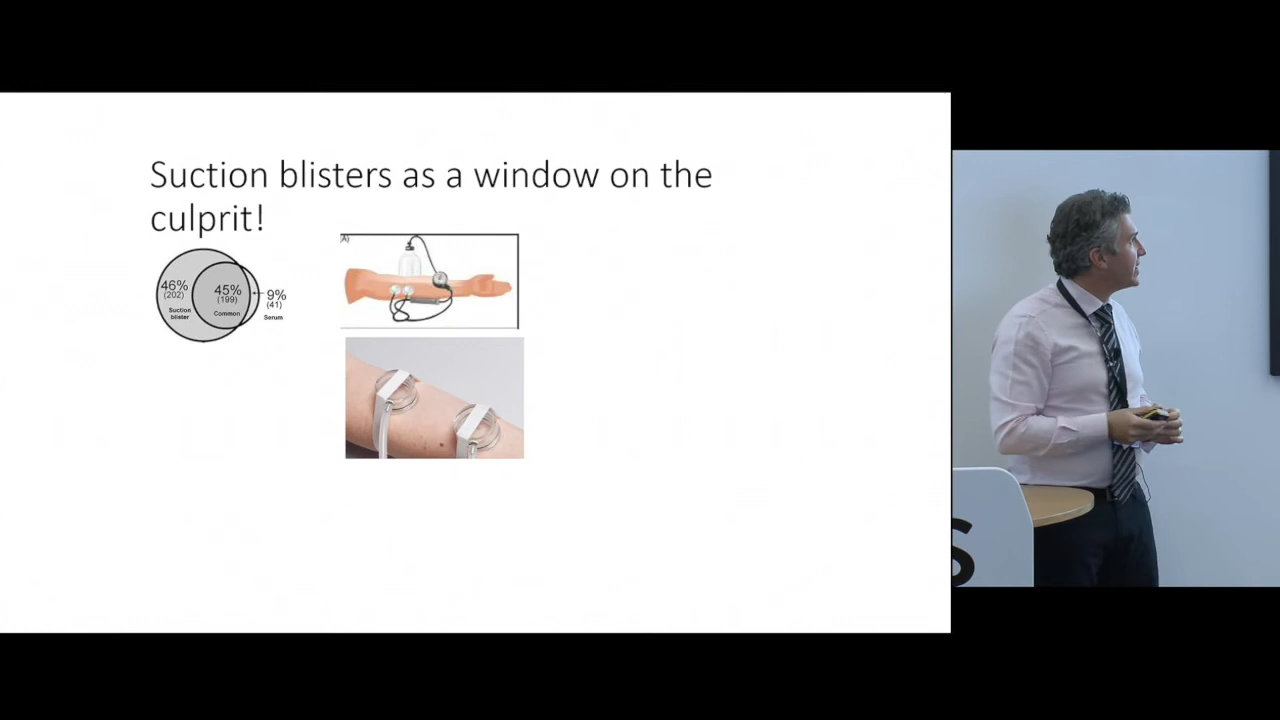 Suction blisters as a window on the
culprit!
46%
(202)
Suction
blister
45%
(199)
Common
9%
(41)
Serum
A)
S